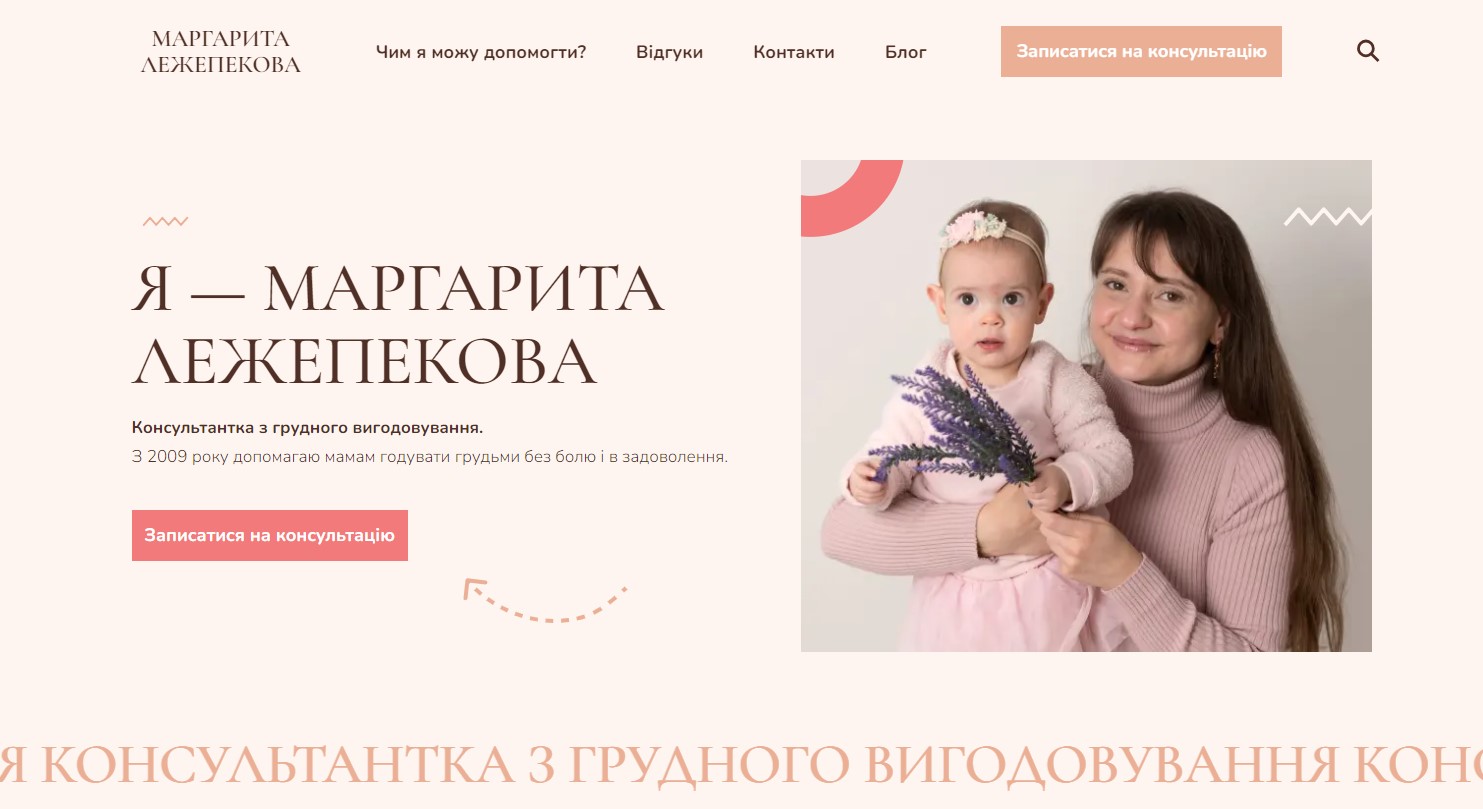 МАРГАРИТА
ЛЕЖЕПЕКОВА
Чим я можу допомогти?
Відгуки
Контакти
Блог
Записатися на консультацію
Я — МАРГАРИТА
ЛЕЖЕПЕКОВА
Консультантка з грудного вигодовування.
З 2009 року допомагаю мамам годувати грудьми без болю і в задоволення.
Записатися на консультацію
Я КОНСУЛЬТАНТКА З ГРУДНОГО ВИГОДОВУВАННЯ КОНС